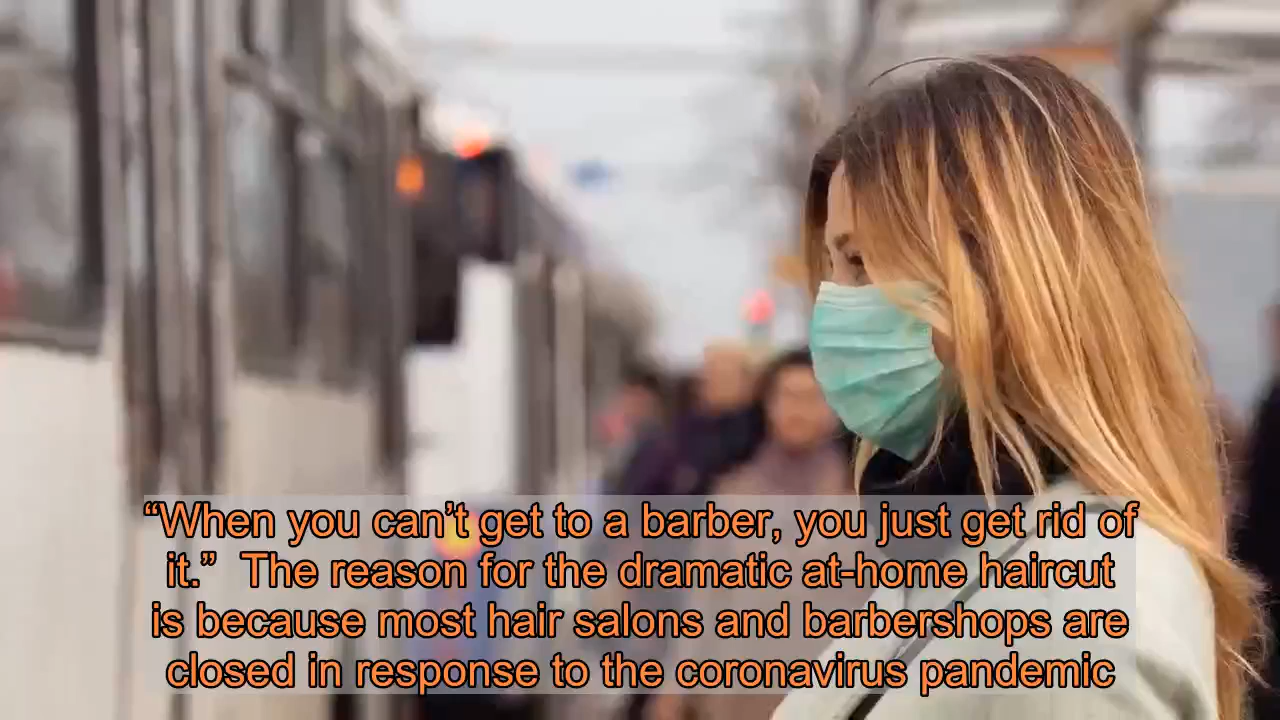 “When you can’t get to a barber, you just get rid of
it.”  The reason for the dramatic at-home haircut
is because most hair salons and barbershops are
closed in response to the coronavirus pandemic